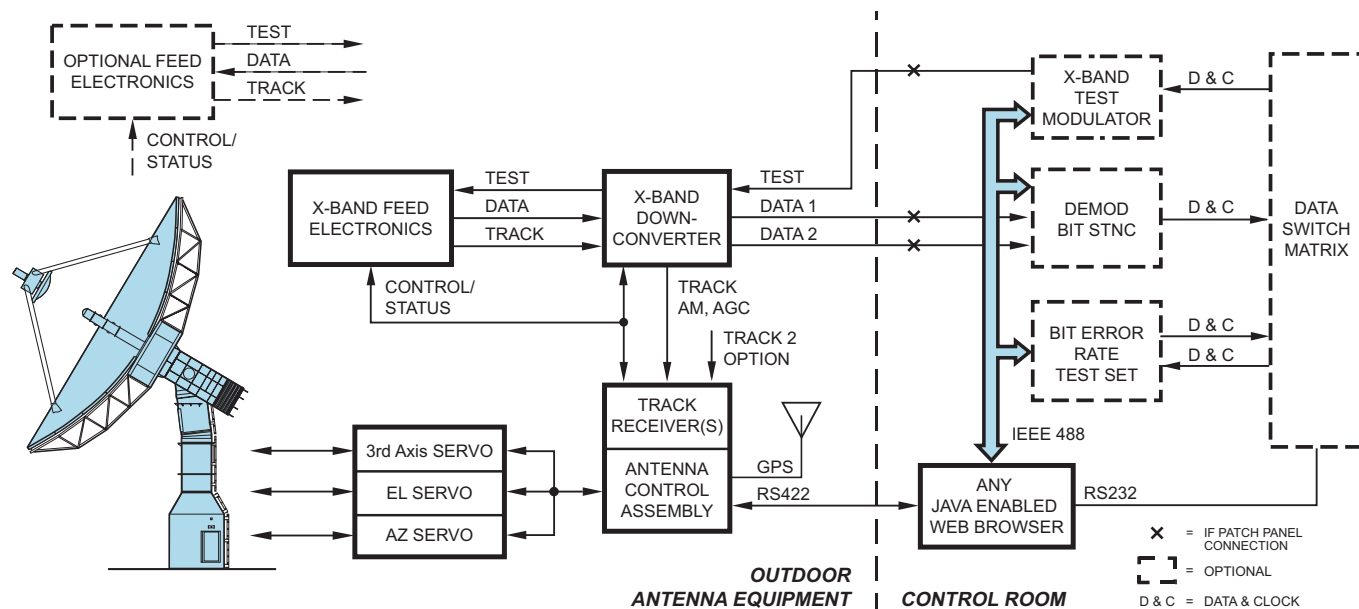 OPTIONAL FEED
ELECTRONICS
TEST
DATA
TRACK
CONTROL/
STATUS
X-BAND FEED
ELECTRONICS
TEST
DATA
TRACK
CONTROL/
STATUS
X-BAND
DOWN-
CONVERTER
TEST
DATA 1
DATA 2
TRACK
AM, AGC
TRACK 2
OPTION
TRACK
RECEIVER(S)
ANTENNA
CONTROL
ASSEMBLY
GPS
RS422
3rd Axis SERVO
EL SERVO
AZ SERVO
OUTDOOR
ANTENNA EQUIPMENT
CONTROL ROOM
X-BAND
TEST
MODULATOR
D & C
DEMOD
BIT STNC
D & C
BIT ERROR
RATE
TEST SET
D & C
D & C
DATA
SWITCH
MATRIX
IEEE 488
ANY
JAVA ENABLED
WEB BROWSER
RS232
= IF PATCH PANEL
CONNECTION
= OPTIONAL
D & C = DATA & CLOCK